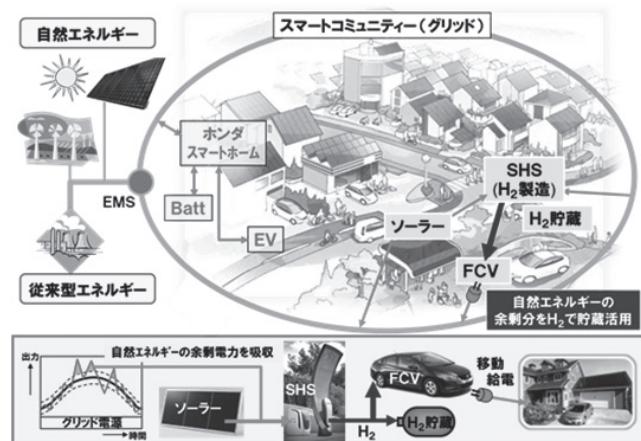 自然エネルギー
スマートコミュニティー（グリッド）
ホンダ
スマートホーム
EMS
Batt
EV
SHS
(H₂製造)
ソーラー
H₂貯蔵
FCV
従来型エネルギー
自然エネルギーの
余剰分をH₂で貯蔵活用
自然エネルギーの余剰電力を吸収
出力
グリッド電源
時間
ソーラー
SHS
H₂
FCV
H₂貯蔵
移動
給電